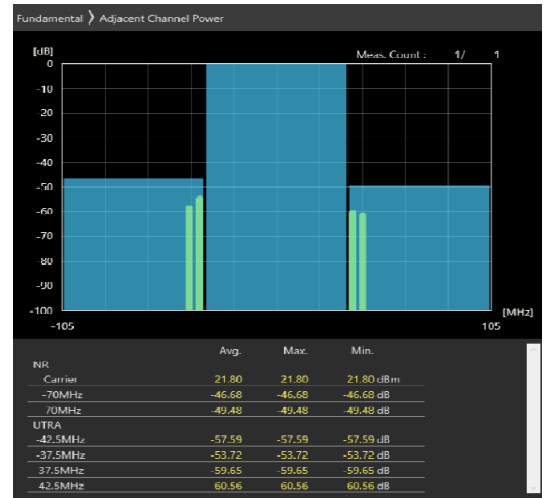 Fundamental ❭ Adjacent Channel Power
[dB]
Meas. Count : 1/ 1
0
-10
-20
-30
-40
-50
-60
-70
-80
-90
-100
[MHz]
-105 105
Avg. Max. Min.
NR
Carrier 21.80 21.80 21.80 dBm
-70MHz -46.68 -46.68 -46.68 dB
70MHz -49.48 -49.48 -49.48 dB
UTRA
-42.5MHz -57.59 -57.59 -57.59 dB
-37.5MHz -53.72 -53.72 -53.72 dB
37.5MHz -59.65 -59.65 -59.65 dB
42.5MHz 60.56 60.56 60.56 dB